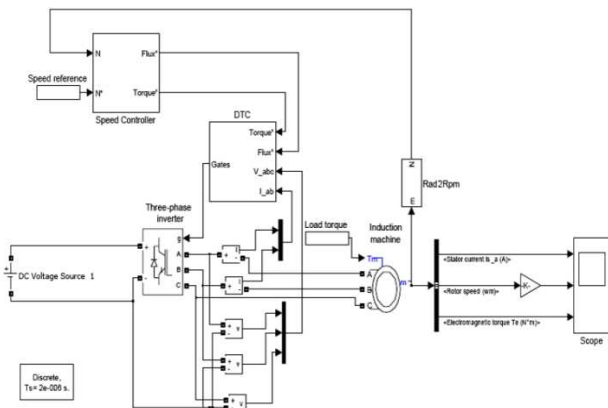 N
Flux*
Speed reference
N*
Torque*
Speed Controller
DTC
Torque*
Flux*
Gates
V_abc
I_ab
N
Rad2Rpm
E
Three-phase
inverter
Load torque
Induction
machine
DC Voltage Source 1
+
-
g
A
B
C
Tm
A
B
C
m
<Stator current is_a (A)>
<Rotor speed (wm)>
-K-
<Electromagnetic torque Te (N*m)>
Scope
+
-
v
+
-
v
+
-
v
Discrete,
Ts= 2e-006 s.